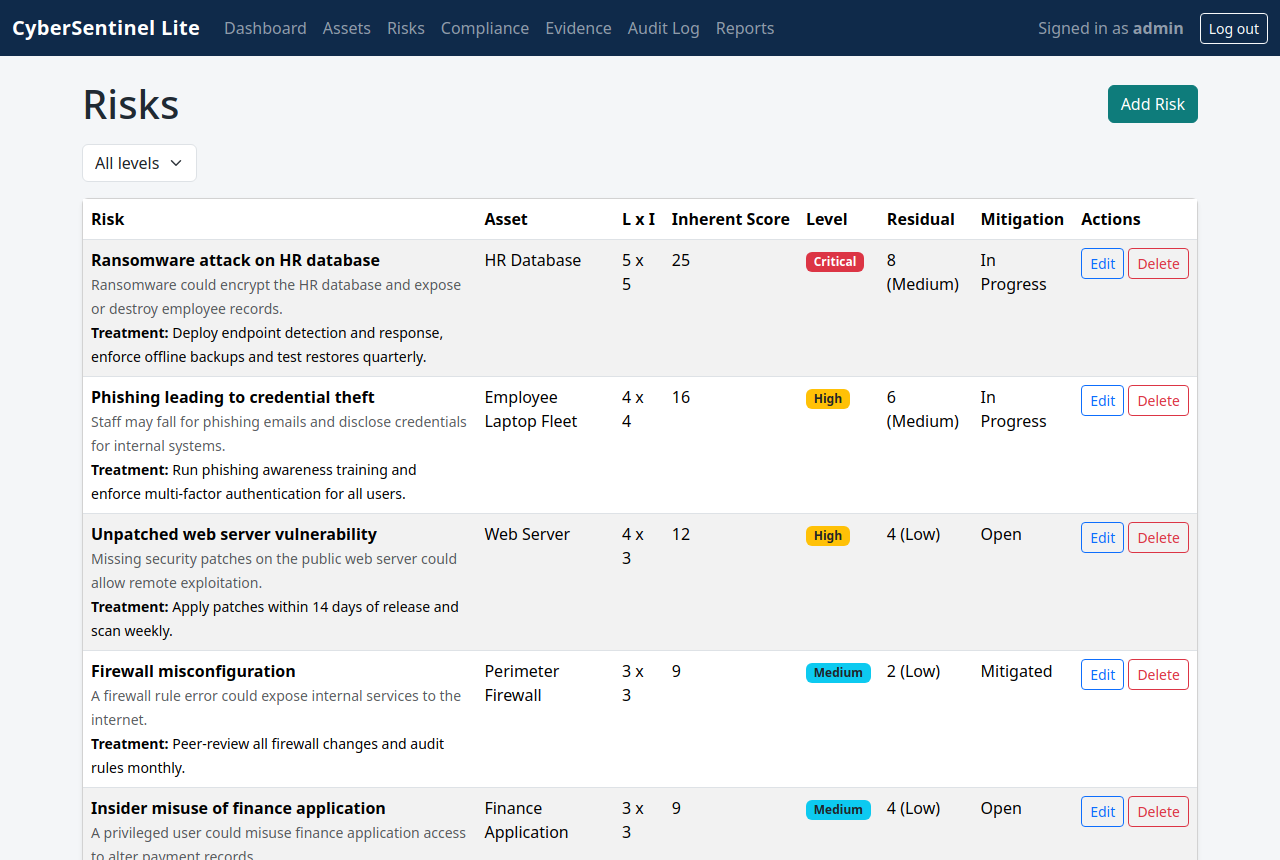 CyberSentinel Lite Dashboard Assets Risks Compliance Evidence Audit Log Reports Signed in as admin Log out
Risks Add Risk
All levels
Risk Asset L x I Inherent Score Level Residual Mitigation Actions
Ransomware attack on HR database HR Database 5 x 25 Critical 8 In Edit Delete
Ransomware could encrypt the HR database and expose 5 (Medium) Progress
or destroy employee records.
Treatment: Deploy endpoint detection and response,
enforce offline backups and test restores quarterly.
Phishing leading to credential theft Employee 4 x 16 High 6 In Edit Delete
Staff may fall for phishing emails and disclose credentials Laptop Fleet 4 (Medium) Progress
for internal systems.
Treatment: Run phishing awareness training and
enforce multi-factor authentication for all users.
Unpatched web server vulnerability Web Server 4 x 12 High 4 (Low) Open Edit Delete
Missing security patches on the public web server could 3
allow remote exploitation.
Treatment: Apply patches within 14 days of release and
scan weekly.
Firewall misconfiguration Perimeter 3 x 9 Medium 2 (Low) Mitigated Edit Delete
A firewall rule error could expose internal services to the Firewall 3
internet.
Treatment: Peer-review all firewall changes and audit
rules monthly.
Insider misuse of finance application Finance 3 x 9 Medium 4 (Low) Open Edit Delete
A privileged user could misuse finance application access Application 3
to alter payment records.